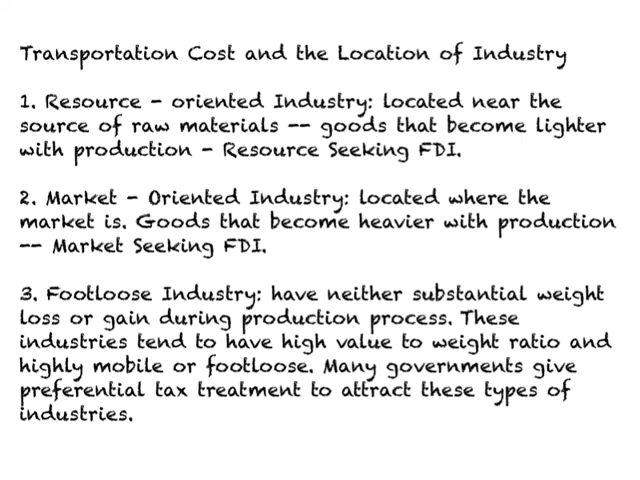 Transportation Cost and the Location of Industry
1. Resource - oriented Industry: located near the
source of raw materials -- goods that become lighter
with production - Resource Seeking FDI.
2. Market - Oriented Industry: located where the
market is. Goods that become heavier with production
-- Market Seeking FDI.
3. Footloose Industry: have neither substantial weight
loss or gain during production process. These
industries tend to have high value to weight ratio and
highly mobile or footloose. Many governments give
preferential tax treatment to attract these types of
industries.